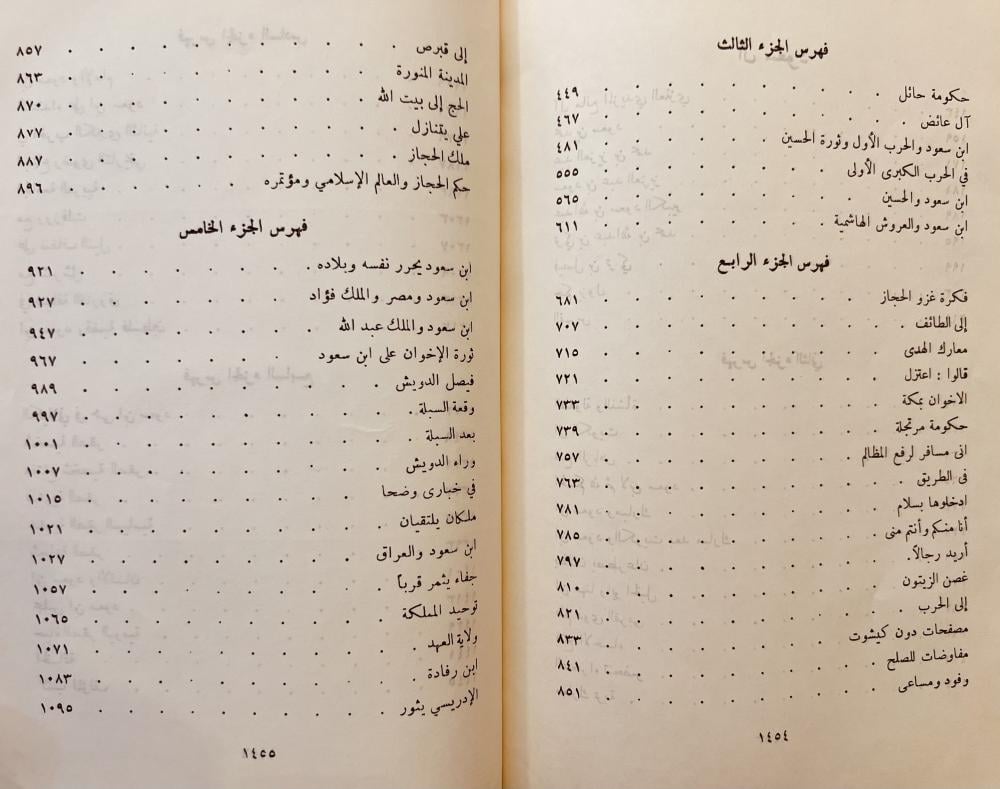 فهرس الجزء الثالث
حكومة حائل . . . . . . . . . . ٤٤٩
آل عائض . . . . . . . . . . ٤٦٧
ابن سعود والحرب الأول وثورة الحسين . . . . ٤٨١
في الحرب الكبرى الأولى . . . . . . . ٥٥٥
ابن سعود والحسين . . . . . . . . ٥٦٥
ابن سعود والعروش الهاشمية . . . . . . ٦١١
فهرس الجزء الرابع
فكرة غزو الحجاز . . . . . . . . ٦٨١
إلى الطائف . . . . . . . . . . ٧٠٧
معارك الهدى . . . . . . . . . ٧١٥
قالوا : اعتزل . . . . . . . . . ٧٢١
الاخوان بمكة . . . . . . . . . ٧٣٣
حكومة مرتجلة . . . . . . . . . ٧٣٩
انى مسافر لرفع المظالم . . . . . . . ٧٥٧
فى الطريق . . . . . . . . . . ٧٦٣
ادخلوها بسلام . . . . . . . . . ٧٨١
أنا منكم وأنتم منى . . . . . . . . ٧٨٥
أريد رجالاً . . . . . . . . . . ٧٩٧
غصن الزيتون . . . . . . . . . ٨١٠
إلى الحرب . . . . . . . . . . ٨٢١
مصفحات دون كيشوت . . . . . . . ٨٣٣
مفاوضات للصلح . . . . . . . . ٨٤١
وفود ومساعى . . . . . . . . . ٨٥١
١٤٥٤
إلى قبرص . . . . . . . . . . ٨٥٧
المدينة المنورة . . . . . . . . . ٨٦٣
الحج إلى بيت الله . . . . . . . . ٨٧٠
علي يتنازل . . . . . . . . . . ٨٧٧
ملك الحجاز . . . . . . . . . . ٨٨٧
حكم الحجاز والعالم الإسلامي ومؤتمره . . . . . ٨٩٦
فهرس الجزء الخامس
ابن سعود يحرر نفسه وبلاده . . . . . . ٩٢١
ابن سعود ومصر والملك فؤاد . . . . . . ٩٢٧
ابن سعود والملك عبد الله . . . . . . ٩٤٧
ثورة الإخوان على ابن سعود . . . . . . ٩٦٧
فيصل الدويش . . . . . . . . . ٩٨٩
وقعة السبلة . . . . . . . . . . ٩٩٧
بعد السبلة . . . . . . . . . . ١٠٠١
وراء الدويش . . . . . . . . . ١٠٠٧
في خبارى وضحا . . . . . . . . ١٠١٥
ملكان يلتقيان . . . . . . . . . ١٠٢١
ابن سعود والعراق . . . . . . . . ١٠٢٧
جفاء يثمر قرباً . . . . . . . . . ١٠٥٧
توحيد المملكة . . . . . . . . . ١٠٦٥
ولاية العهد . . . . . . . . . . ١٠٧١
ابن رفادة . . . . . . . . . . ١٠٨٣
الإدريسي يثور . . . . . . . . . ١٠٩٥
١٤٥٥